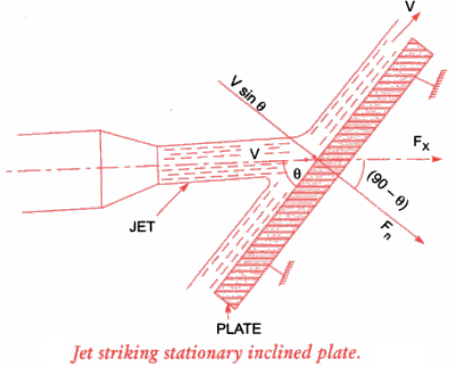 V
V sin θ
V
θ
Fx
(90 – θ)
Fn
JET
PLATE
Jet striking stationary inclined plate.